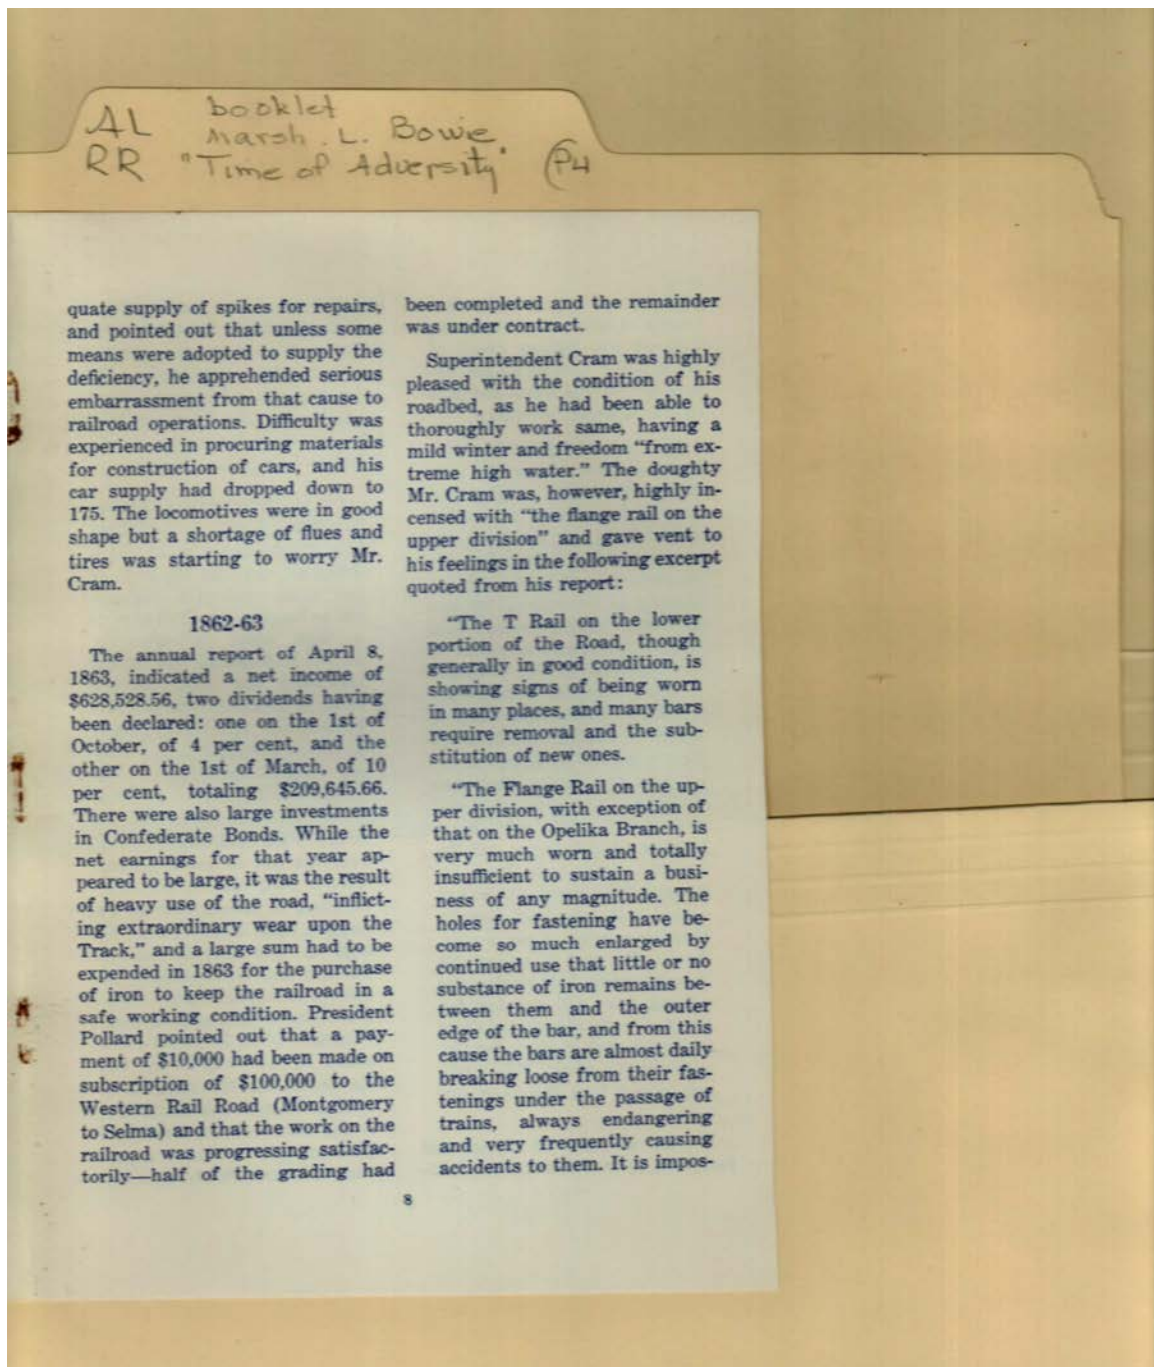 AL booklet
Marsh. L. Bowie
RR "Time of Adversity" P4
quate supply of spikes for repairs,
and pointed out that unless some
means were adopted to supply the
deficiency, he apprehended serious
embarrassment from that cause to
railroad operations. Difficulty was
experienced in procuring materials
for construction of cars, and his
car supply had dropped down to
175. The locomotives were in good
shape but a shortage of flues and
tires was starting to worry Mr.
Cram.
1862-63
The annual report of April 8,
1863, indicated a net income of
$628,528.56, two dividends having
been declared: one on the 1st of
October, of 4 per cent, and the
other on the 1st of March, of 10
per cent, totaling $209,645.66.
There were also large investments
in Confederate Bonds. While the
net earnings for that year ap-
peared to be large, it was the result
of heavy use of the road, "inflict-
ing extraordinary wear upon the
Track," and a large sum had to be
expended in 1863 for the purchase
of iron to keep the railroad in a
safe working condition. President
Pollard pointed out that a pay-
ment of $10,000 had been made on
subscription of $100,000 to the
Western Rail Road (Montgomery
to Selma) and that the work on the
railroad was progressing satisfac-
torily—half of the grading had
been completed and the remainder
was under contract.
Superintendent Cram was highly
pleased with the condition of his
roadbed, as he had been able to
thoroughly work same, having a
mild winter and freedom "from ex-
treme high water." The doughty
Mr. Cram was, however, highly in-
censed with "the flange rail on the
upper division" and gave vent to
his feelings in the following excerpt
quoted from his report:
"The T Rail on the lower
portion of the Road, though
generally in good condition, is
showing signs of being worn
in many places, and many bars
require removal and the sub-
stitution of new ones.
"The Flange Rail on the up-
per division, with exception of
that on the Opelika Branch, is
very much worn and totally
insufficient to sustain a busi-
ness of any magnitude. The
holes for fastening have be-
come so much enlarged by
continued use that little or no
substance of iron remains be-
tween them and the outer
edge of the bar, and from this
cause the bars are almost daily
breaking loose from their fas-
tenings under the passage of
trains, always endangering
and very frequently causing
accidents to them. It is impos-
8